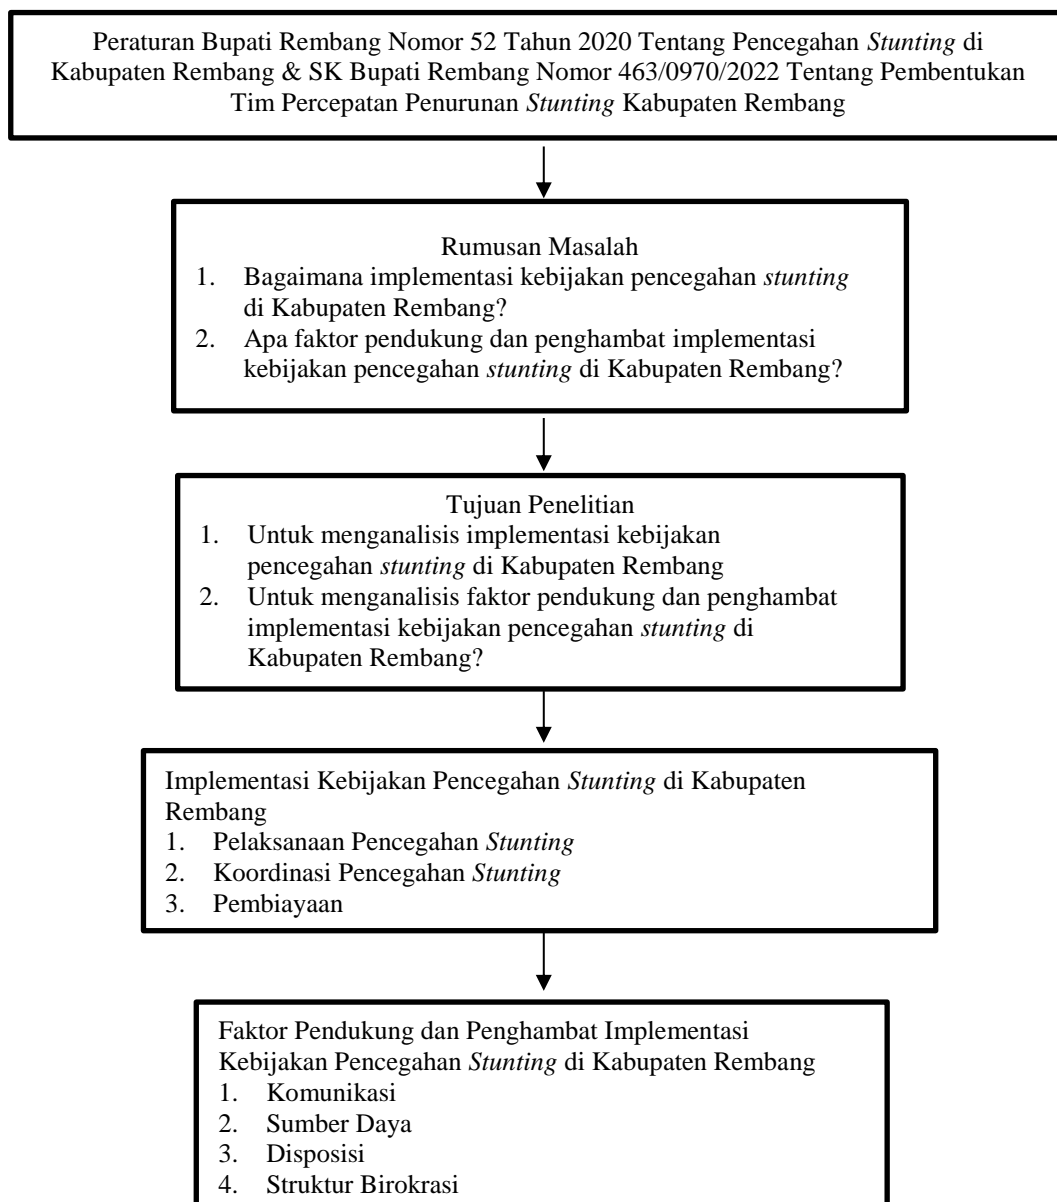 Peraturan Bupati Rembang Nomor 52 Tahun 2020 Tentang Pencegahan Stunting di
Kabupaten Rembang & SK Bupati Rembang Nomor 463/0970/2022 Tentang Pembentukan
Tim Percepatan Penurunan Stunting Kabupaten Rembang
Rumusan Masalah
1. Bagaimana implementasi kebijakan pencegahan stunting
di Kabupaten Rembang?
2. Apa faktor pendukung dan penghambat implementasi
kebijakan pencegahan stunting di Kabupaten Rembang?
Tujuan Penelitian
1. Untuk menganalisis implementasi kebijakan
pencegahan stunting di Kabupaten Rembang
2. Untuk menganalisis faktor pendukung dan penghambat
implementasi kebijakan pencegahan stunting di
Kabupaten Rembang?
Implementasi Kebijakan Pencegahan Stunting di Kabupaten
Rembang
1. Pelaksanaan Pencegahan Stunting
2. Koordinasi Pencegahan Stunting
3. Pembiayaan
Faktor Pendukung dan Penghambat Implementasi
Kebijakan Pencegahan Stunting di Kabupaten Rembang
1. Komunikasi
2. Sumber Daya
3. Disposisi
4. Struktur Birokrasi